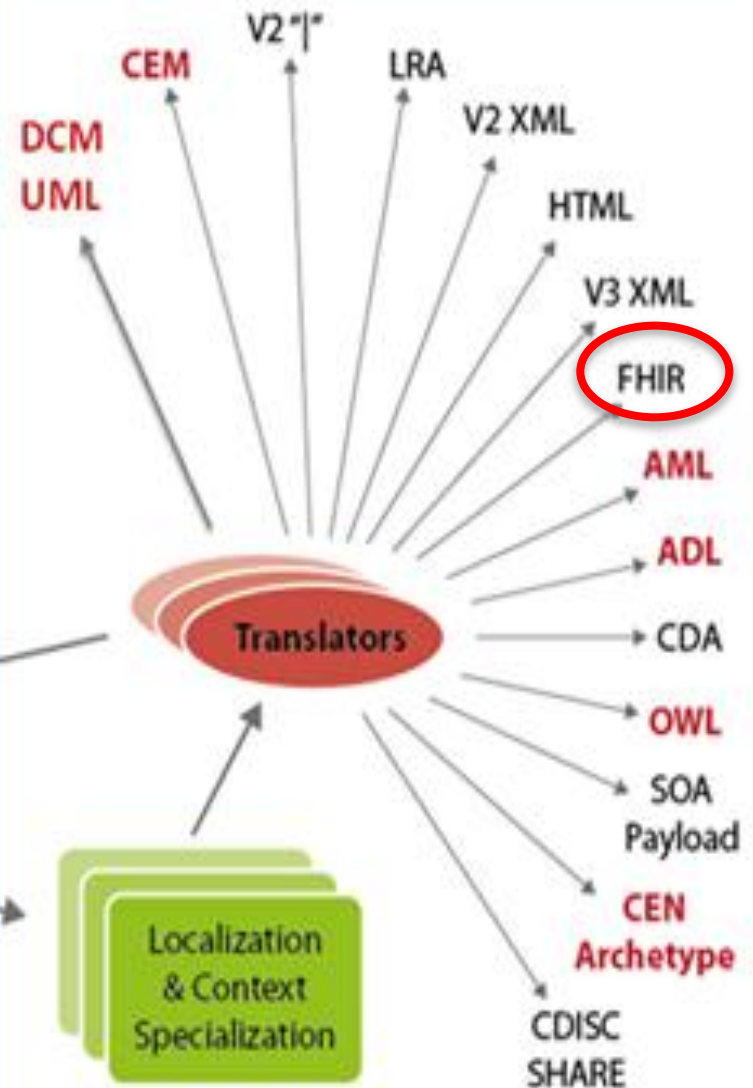 V2 "|"
CEM
LRA
V2 XML
DCM
UML
HTML
V3 XML
FHIR
AML
ADL
Translators
CDA
OWL
SOA
Payload
CEN
Archetype
Localization
& Context
Specialization
CDISC
SHARE